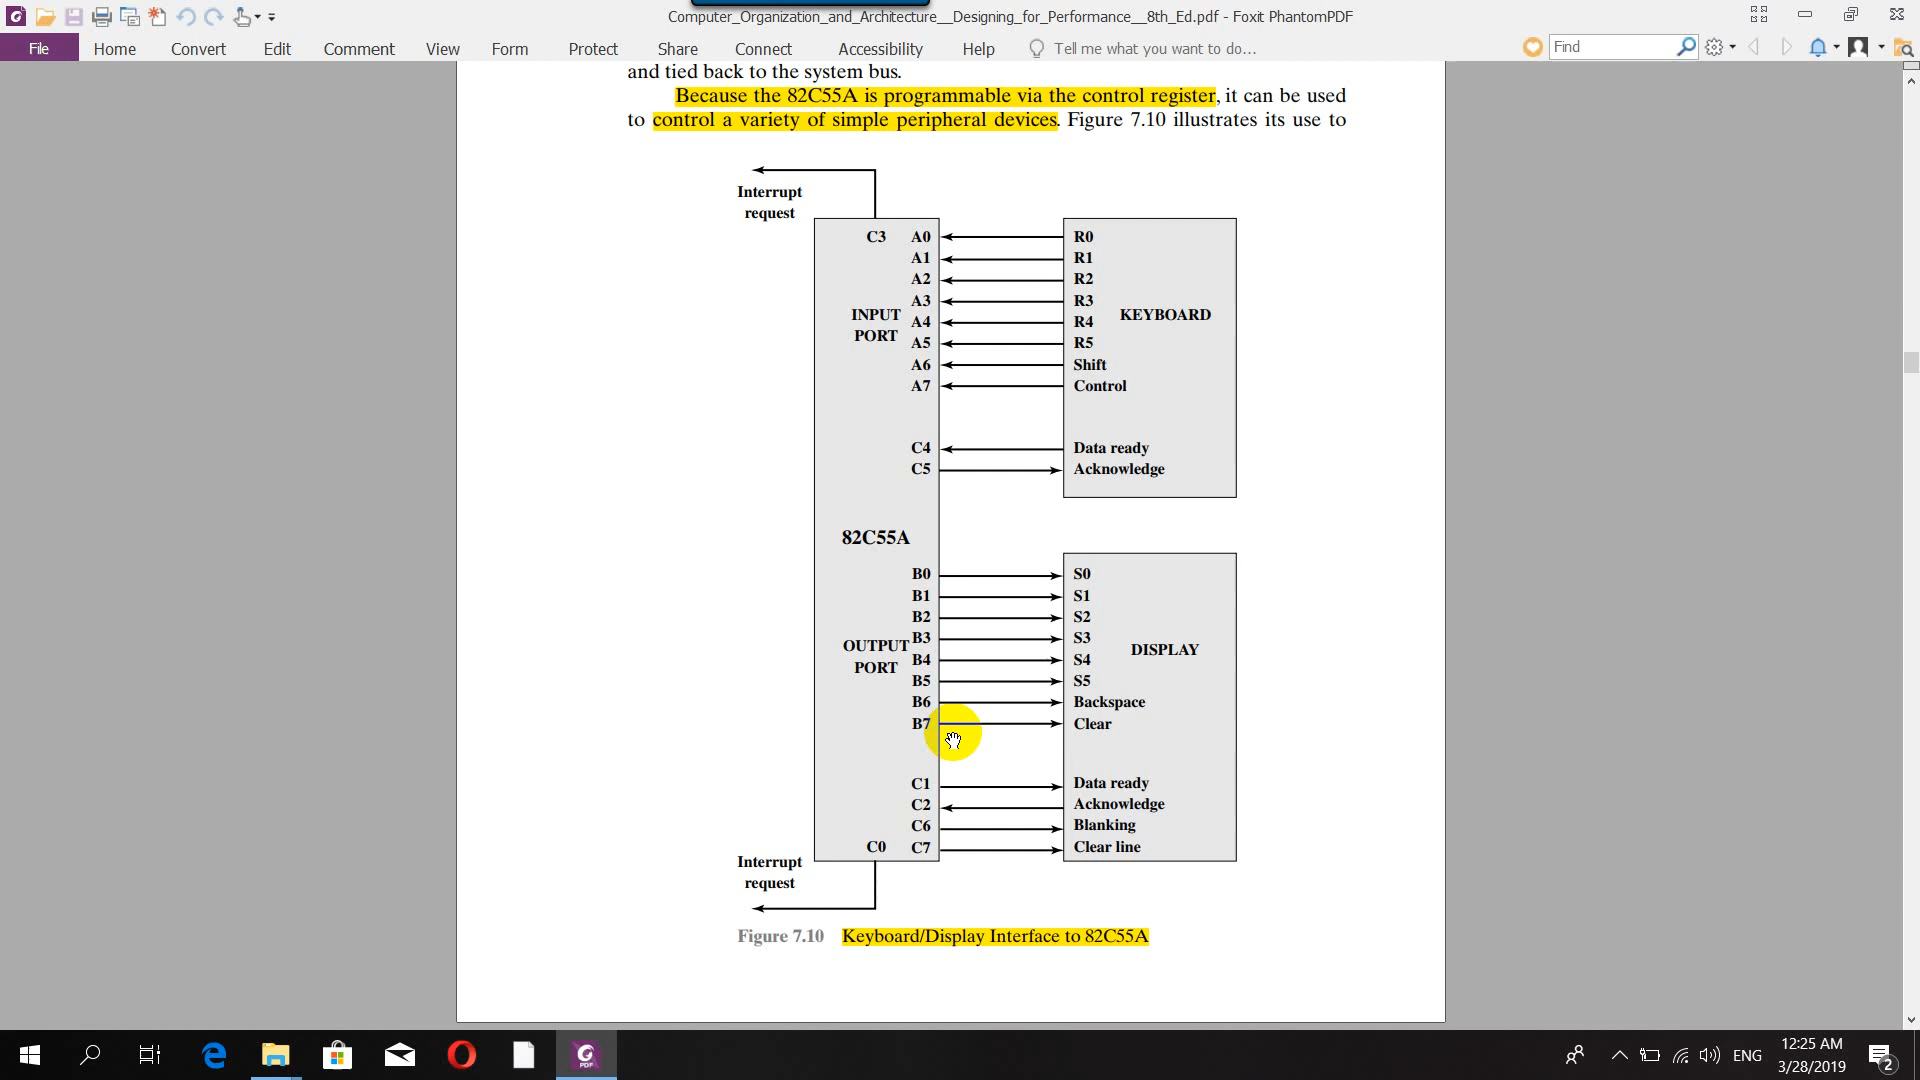 Computer_Organization_and_Architecture__Designing_for_Performance__8th_Ed.pdf - Foxit PhantomPDF
File Home Convert Edit Comment View Form Protect Share Connect Accessibility Help Tell me what you want to do... Find
and tied back to the system bus.
Because the 82C55A is programmable via the control register, it can be used
to control a variety of simple peripheral devices. Figure 7.10 illustrates its use to
Interrupt
request
C3 A0 R0
A1 R1
A2 R2
A3 R3
INPUT PORT
A4 R4
KEYBOARD
A5 R5
A6 Shift
A7 Control
C4 Data ready
C5 Acknowledge
82C55A
B0 S0
B1 S1
B2 S2
B3 S3
OUTPUT PORT
B4 S4
DISPLAY
B5 S5
B6 Backspace
B7 Clear
C1 Data ready
C2 Acknowledge
C6 Blanking
C0 C7 Clear line
Interrupt
request
Figure 7.10 Keyboard/Display Interface to 82C55A
PDF
ENG
12:25 AM
3/28/2019
2